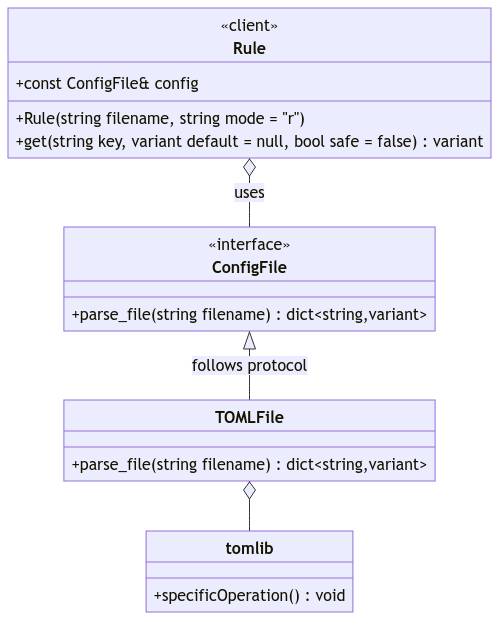 «client»
Rule
+const ConfigFile& config
+Rule(string filename, string mode = "r")
+get(string key, variant default = null, bool safe = false) : variant
uses
«interface»
ConfigFile
+parse_file(string filename) : dict<string,variant>
follows protocol
TOMLFile
+parse_file(string filename) : dict<string,variant>
tomlib
+specificOperation() : void